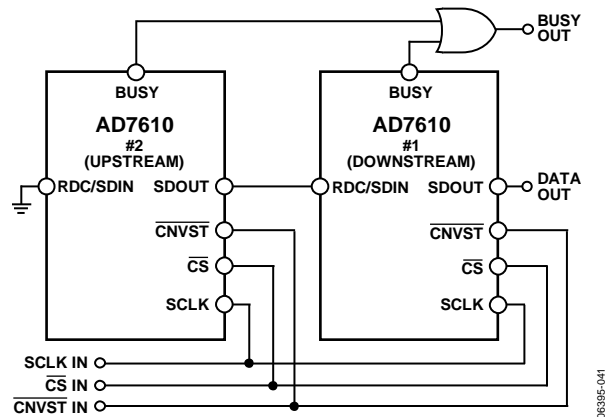 BUSY
OUT
BUSY
AD7610
#2
(UPSTREAM)
RDC/SDIN SDOUT
CNVST
CS
SCLK
BUSY
AD7610
#1
(DOWNSTREAM)
RDC/SDIN SDOUT
CNVST
CS
SCLK
DATA
OUT
SCLK IN
CS IN
CNVST IN
06395-041